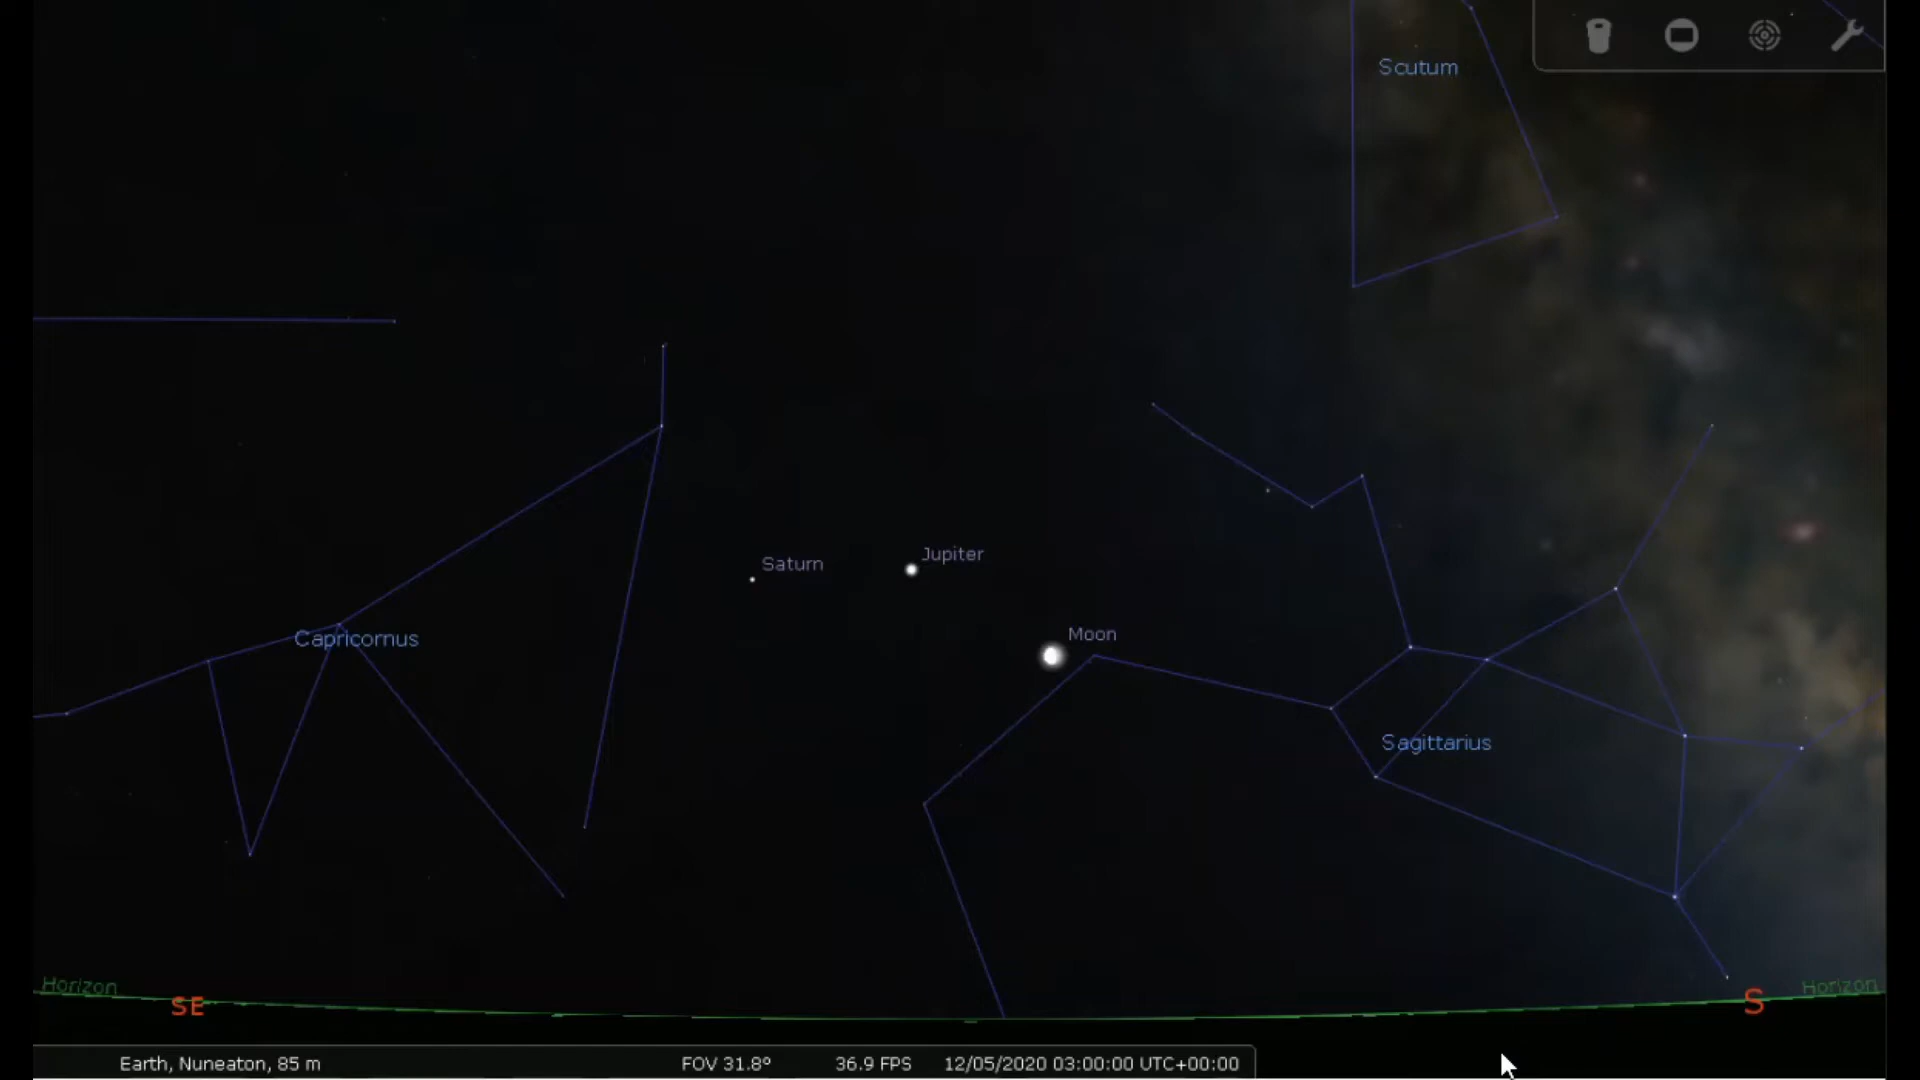 Scutum
Jupiter
Saturn
Moon
Capricornus
Sagittarius
Horizon
Horizon
SE
S
Earth, Nuneaton, 85 m
FOV 31.8°
36.9 FPS
12/05/2020 03:00:00 UTC+00:00